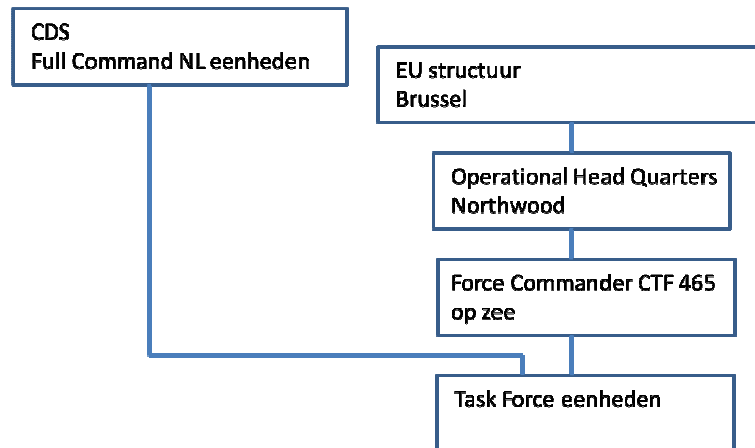 CDS
Full Command NL eenheden
EU structuur
Brussel
Operational Head Quarters
Northwood
Force Commander CTF 465
op zee
Task Force eenheden